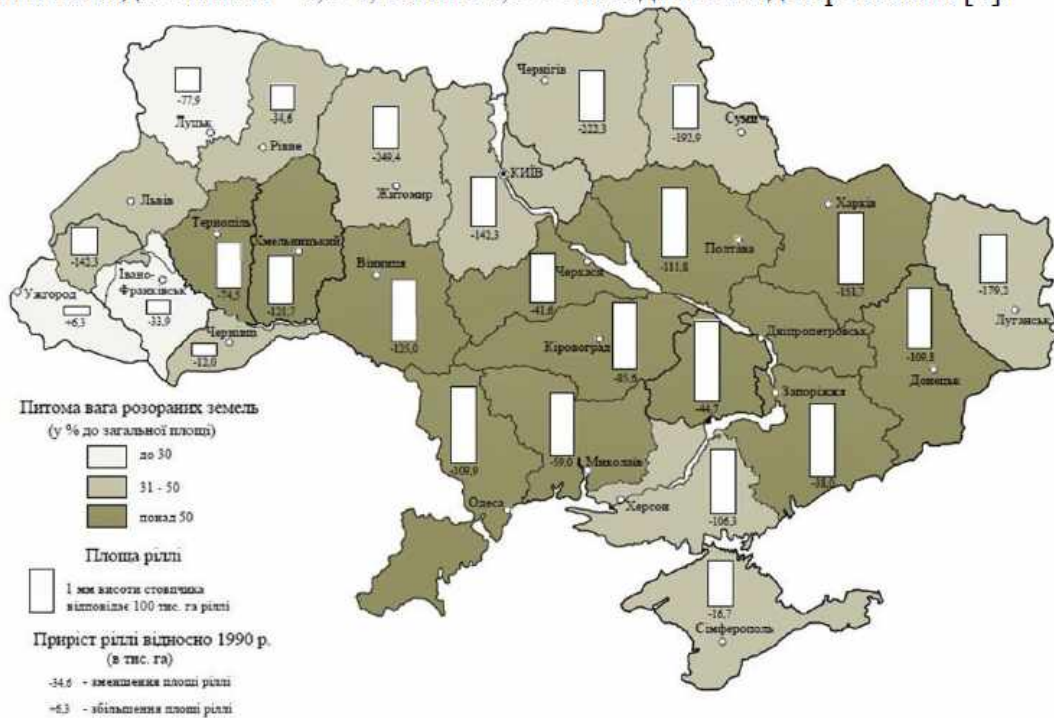 -77,9
Луцьк
-34,6
Рівне
-249,4
Житомир
КИЇВ
-142,3
Чернігів
-222,3
-192,9
Суми
Львів
-142,3
Ужгород
+6,3
Івано-
Франківськ
-33,9
Чернівці
-12,0
Тернопіль
-74,5
Хмельницький
-121,7
Вінниця
-125,0
Черкаси
-41,6
Полтава
-111,8
Харків
-151,7
-179,2
Луганськ
Кіровоград
-85,6
Дніпропетровськ
-44,7
-109,8
Донецьк
Запоріжжя
-38,0
-109,9
Одеса
-59,0
Миколаїв
Херсон
-106,3
-16,7
Сімферополь
Питома вага розораних земель
(у % до загальної площі)
до 30
31 - 50
понад 50
Площа ріллі
1 мм висоти стовпчика
відповідає 100 тис. га ріллі
Приріст ріллі відносно 1990 р.
(в тис. га)
-34,6 - зменшення площі ріллі
+6,3 - збільшення площі ріллі